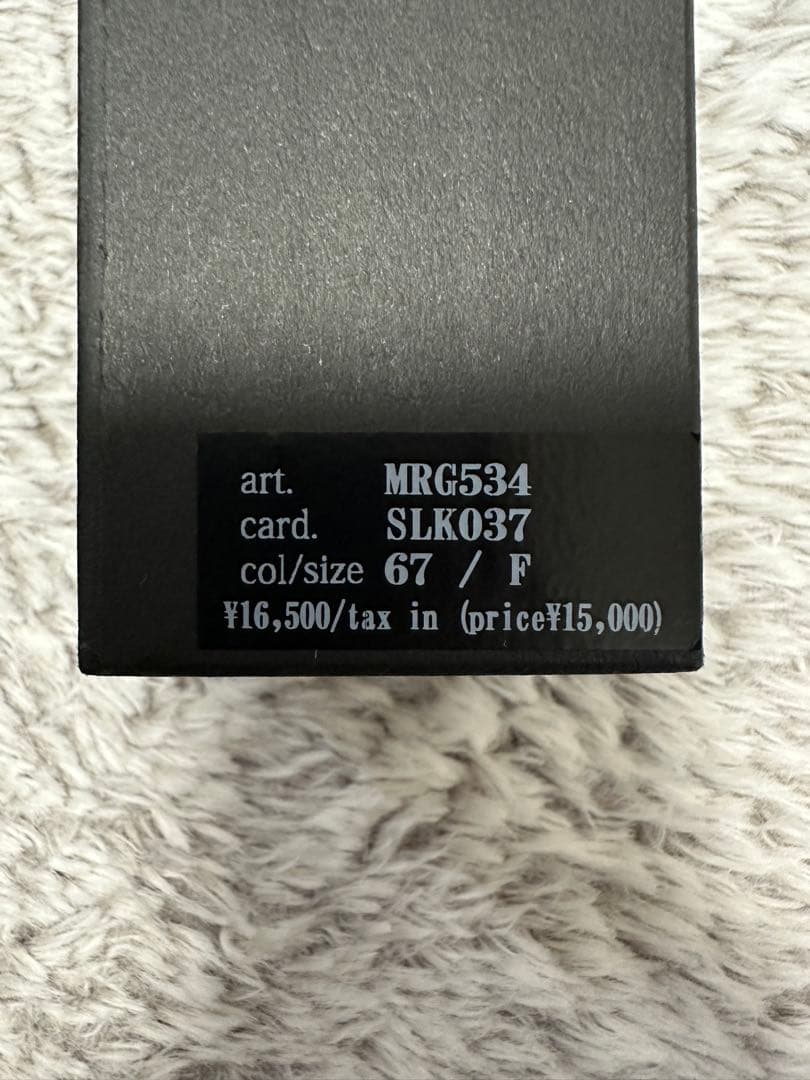 art. MRG534
card. SLK037
col/size 67 / F
¥16,500/tax in (price¥15,000)